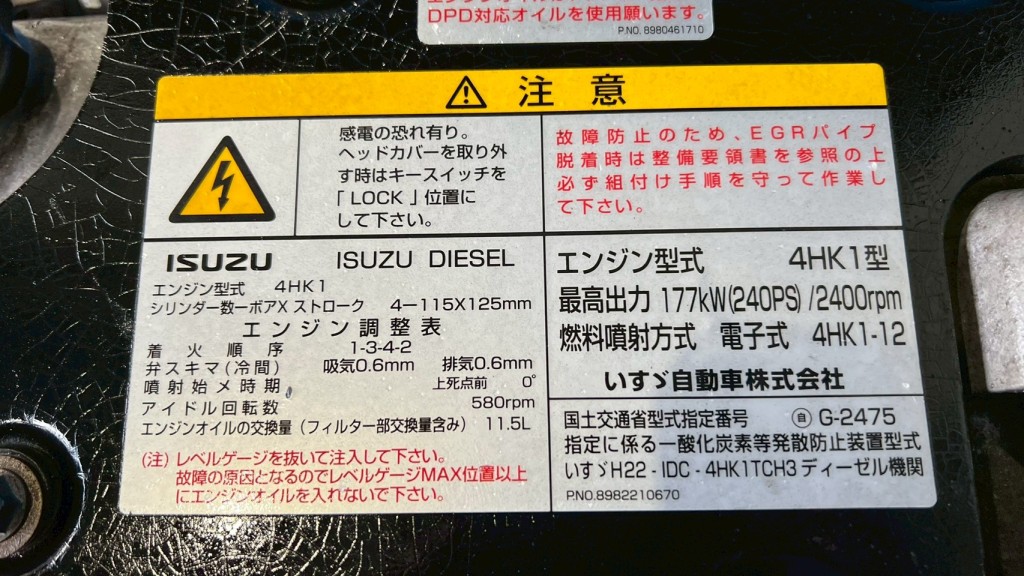 DPD対応オイルを使用願います。
P.NO. 8980461710
注意
感電の恐れ有り。
ヘッドカバーを取り外
す時はキースイッチを
「LOCK」位置に
して下さい。
故障防止のため、EGRパイプ
脱着時は整備要領書を参照の上
必ず組付け手順を守って作業し
て下さい。
ISUZU ISUZU DIESEL
エンジン型式 4HK1
シリンダー数ーボアX ストローク 4－115X125mm
エンジン調整表
着火順序 1-3-4-2
弁スキマ(冷間) 吸気0.6mm 排気0.6mm
噴射始メ時期 上死点前 0°
アイドル回転数 580rpm
エンジンオイルの交換量(フィルター部交換量含み) 11.5L
(注)レベルゲージを抜いて注入して下さい。
故障の原因となるのでレベルゲージMAX位置以上
にエンジンオイルを入れないで下さい。
エンジン型式 4HK1型
最高出力 177kW(240PS)/2400rpm
燃料噴射方式 電子式 4HK1-12
いすゞ自動車株式会社
国土交通省型式指定番号 ㊀自 G-2475
指定に係る一酸化炭素等発散防止装置型式
いすゞH22-IDC-4HK1TCH3 ディーゼル機関
P.NO.8982210670